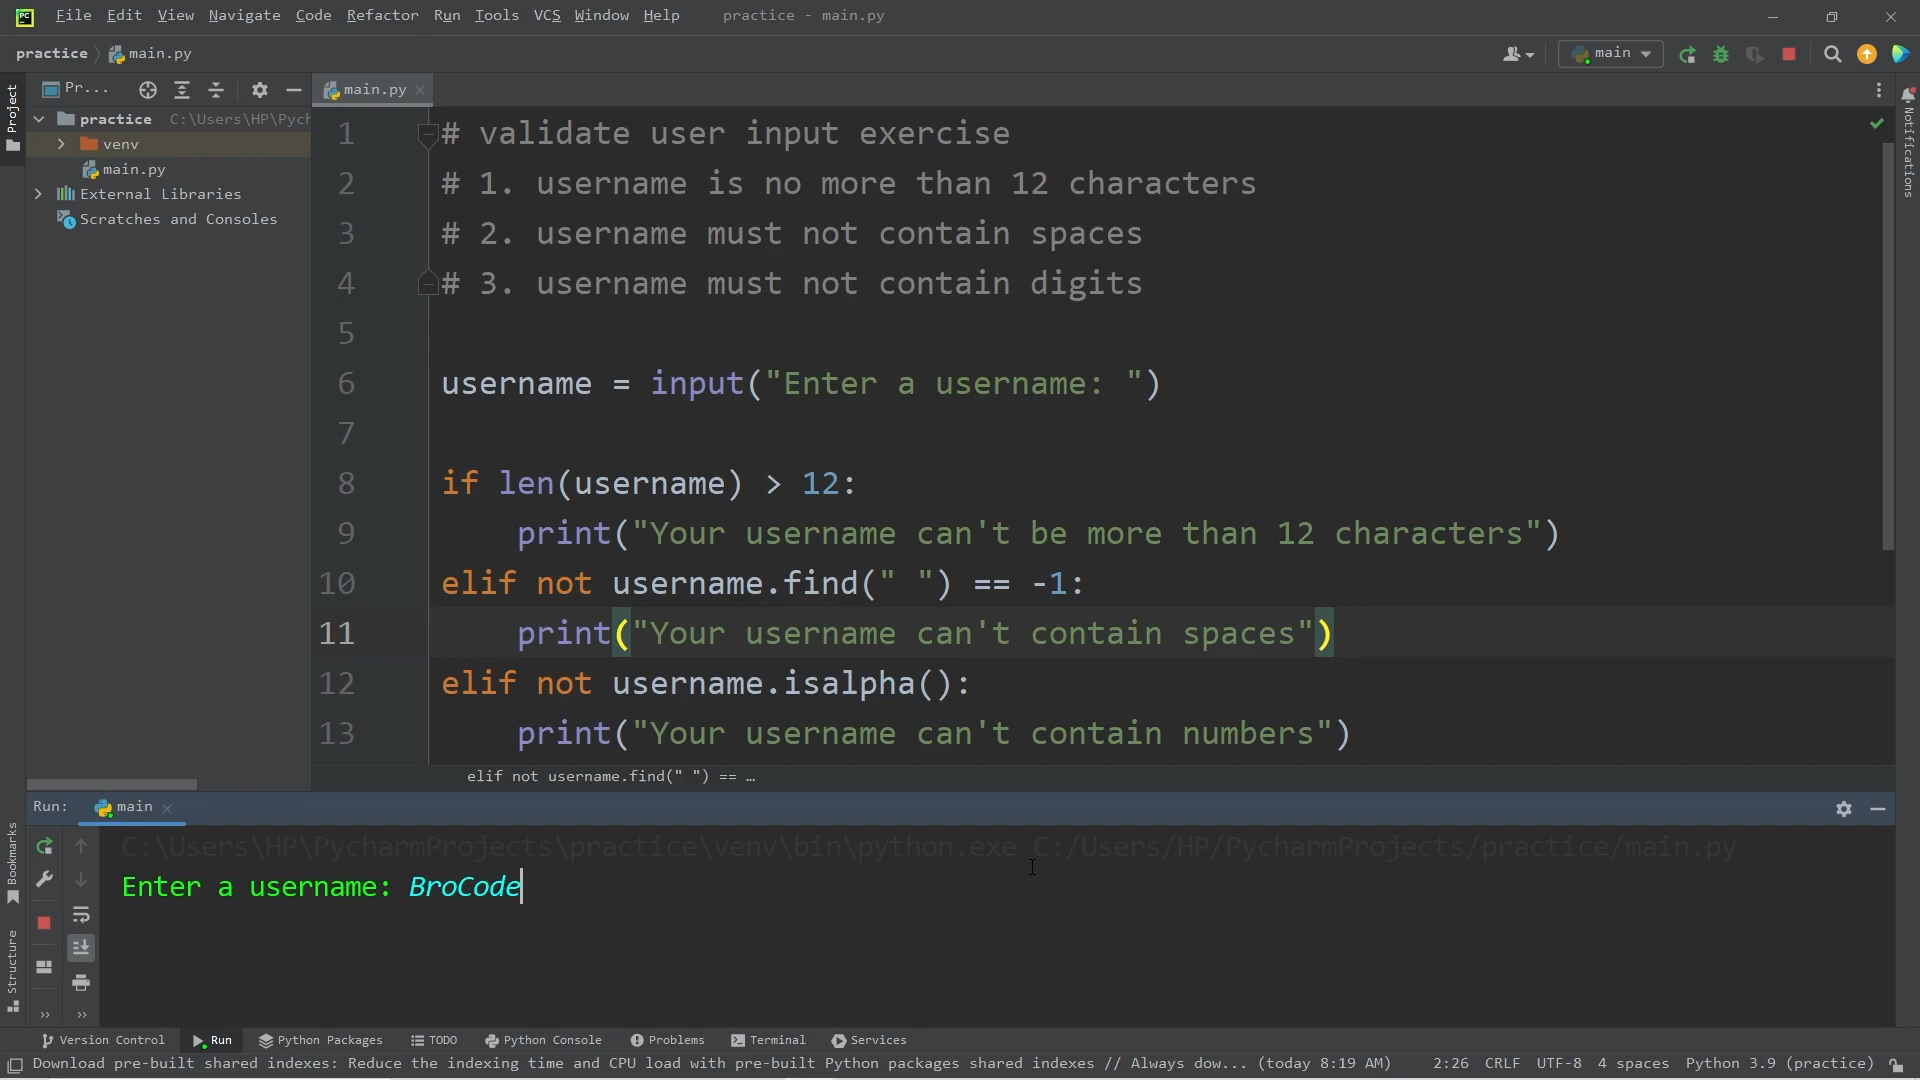 File Edit View Navigate Code Refactor Run Tools VCS Window Help practice - main.py
practice main.py main
Pr... main.py
Project
practice C:\Users\HP\Pych
venv
main.py
External Libraries
Scratches and Consoles
1 # validate user input exercise
2 # 1. username is no more than 12 characters
3 # 2. username must not contain spaces
4 # 3. username must not contain digits
5
6 username = input("Enter a username: ")
7
8 if len(username) > 12:
9 print("Your username can't be more than 12 characters")
10 elif not username.find(" ") == -1:
11 print("Your username can't contain spaces")
12 elif not username.isalpha():
13 print("Your username can't contain numbers")
elif not username.find(" ") == …
Notifications
Run: main
C:\Users\HP\PycharmProjects\practice\venv\bin\python.exe C:/Users/HP/PycharmProjects/practice/main.py
Enter a username: BroCode
Bookmarks
Structure
Version Control Run Python Packages TODO Python Console Problems Terminal Services
Download pre-built shared indexes: Reduce the indexing time and CPU load with pre-built Python packages shared indexes // Always dow... (today 8:19 AM) 2:26 CRLF UTF-8 4 spaces Python 3.9 (practice)